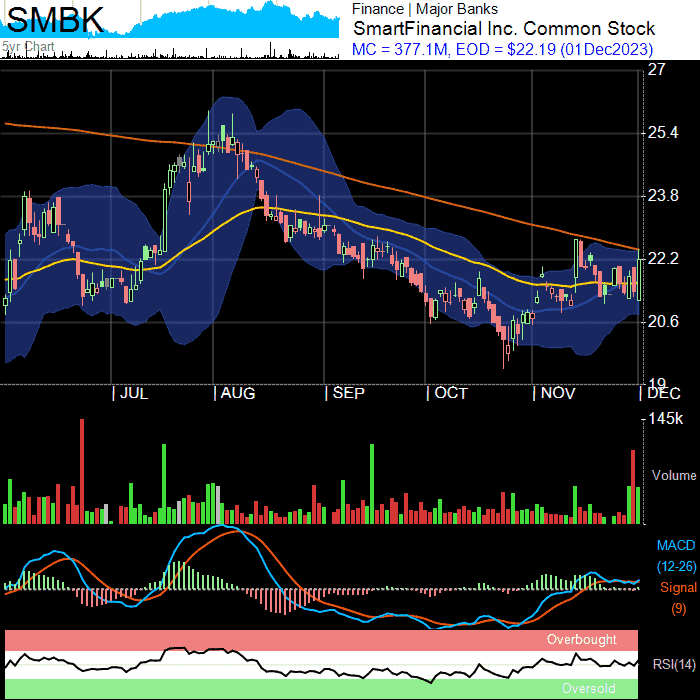 SMBK
5yr Chart
Finance | Major Banks
SmartFinancial Inc. Common Stock
MC = 377.1M, EOD = $22.19 (01Dec2023)
27
25.4
23.8
22.2
20.6
19
| JUL | AUG | SEP | OCT | NOV | DEC
145k
Volume
MACD
(12-26)
Signal
(9)
Overbought
RSI(14)
Oversold